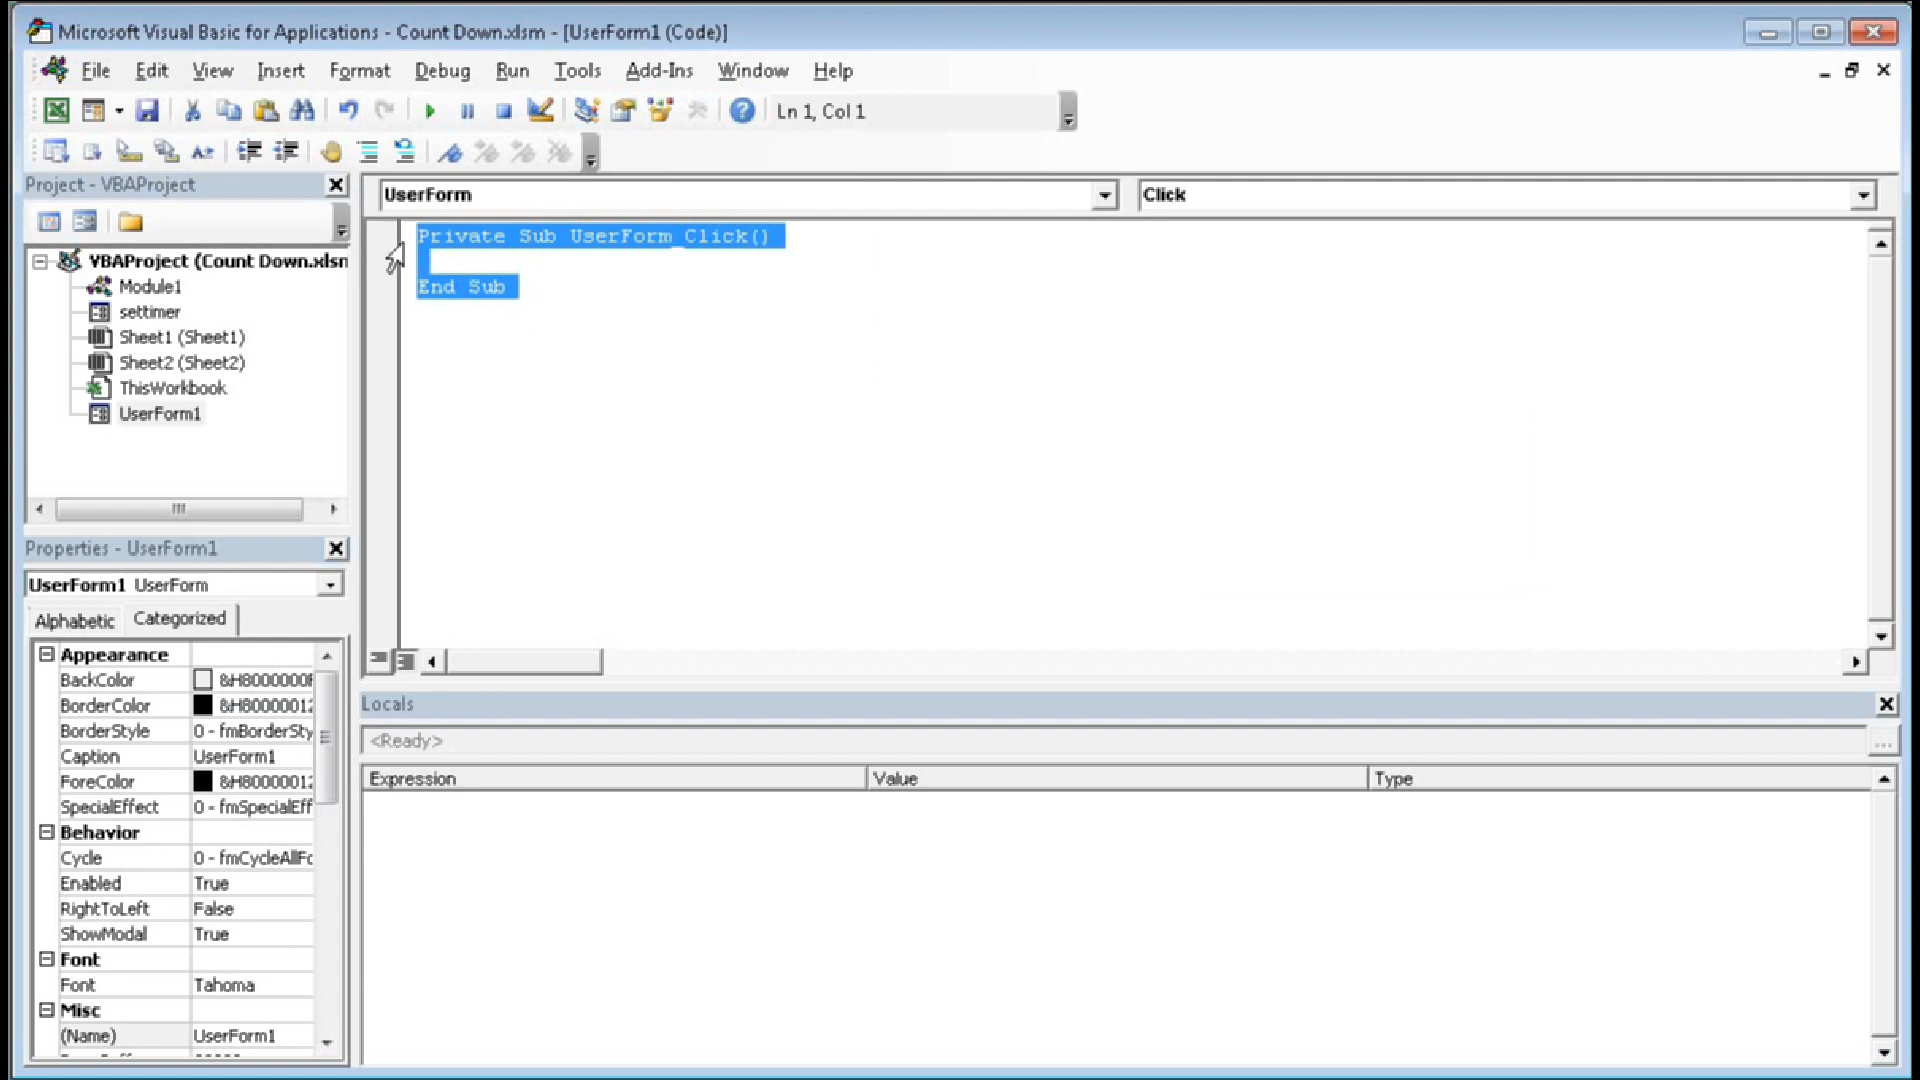 Microsoft Visual Basic for Applications - Count Down.xlsm - [UserForm1 (Code)]
File Edit View Insert Format Debug Run Tools Add-Ins Window Help
Ln 1, Col 1
Project - VBAProject
UserForm
Click
Private Sub UserForm_Click()
End Sub
VBAProject (Count Down.xlsm
Module1
settimer
Sheet1 (Sheet1)
Sheet2 (Sheet2)
ThisWorkbook
UserForm1
Properties - UserForm1
UserForm1 UserForm
Alphabetic Categorized
Appearance
BackColor &H8000000F
BorderColor &H80000012
BorderStyle 0 - fmBorderSty
Caption UserForm1
ForeColor &H80000012
SpecialEffect 0 - fmSpecialEff
Behavior
Cycle 0 - fmCycleAllFo
Enabled True
RightToLeft False
ShowModal True
Font
Font Tahoma
Misc
(Name) UserForm1
Locals
<Ready>
Expression Value Type